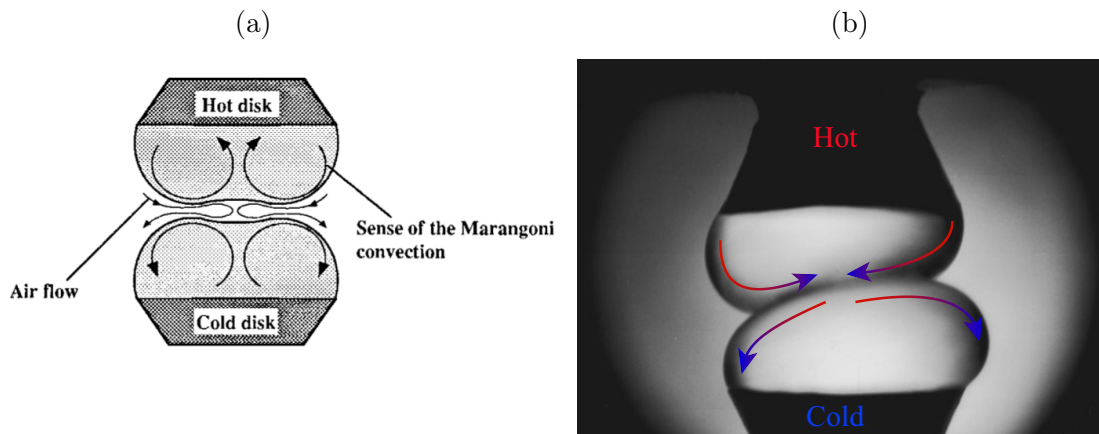 (a)
(b)
Hot disk
Hot
Sense of the Marangoni
convection
Air flow
Cold disk
Cold